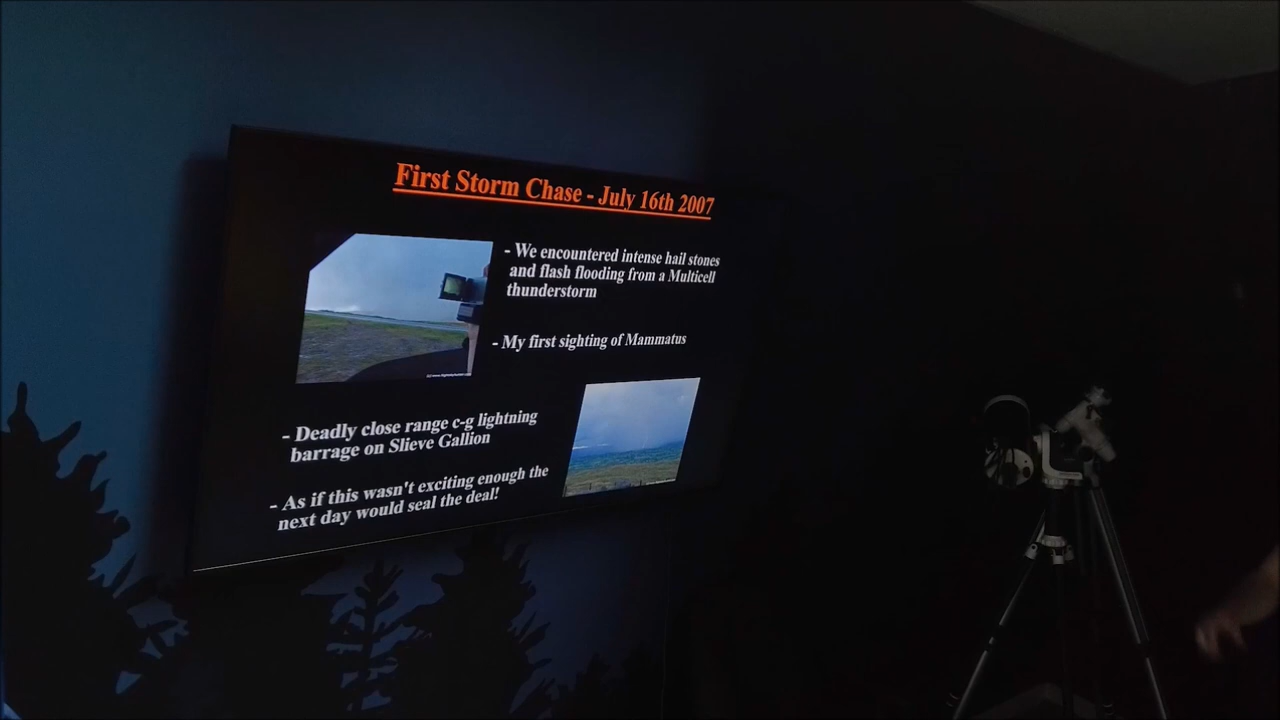 First Storm Chase - July 16th 2007
- We encountered intense hail stones
and flash flooding from a Multicell
thunderstorm
- My first sighting of Mammatus
- Deadly close range c-g lightning
barrage on Slieve Gallion
- As if this wasn't exciting enough the
next day would seal the deal!